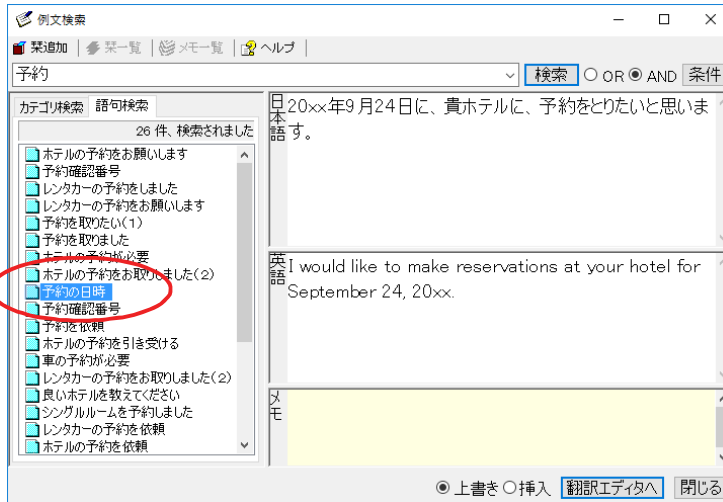 例文検索
栞追加 栞一覧 メモ一覧 ヘルプ
予約 検索 OR AND 条件
カテゴリ検索 語句検索
26 件、検索されました
ホテルの予約をお願いします
予約確認番号
レンタカーの予約をしました
レンタカーの予約をお願いします
予約を取りたい(1)
予約を取りました
ホテルの予約が必要
ホテルの予約をお取りしました(2)
予約の日時
予約確認番号
予約を依頼
ホテルの予約を引き受ける
車の予約が必要
レンタカーの予約をお取りしました(2)
良いホテルを教えてください
シングルルームを予約しました
レンタカーの予約を依頼
ホテルの予約を依頼
日本語
20xx年9月24日に、貴ホテルに、予約をとりたいと思いま
す。
英語
I would like to make reservations at your hotel for
September 24, 20xx.
メモ
上書き 挿入 翻訳エディタへ 閉じる